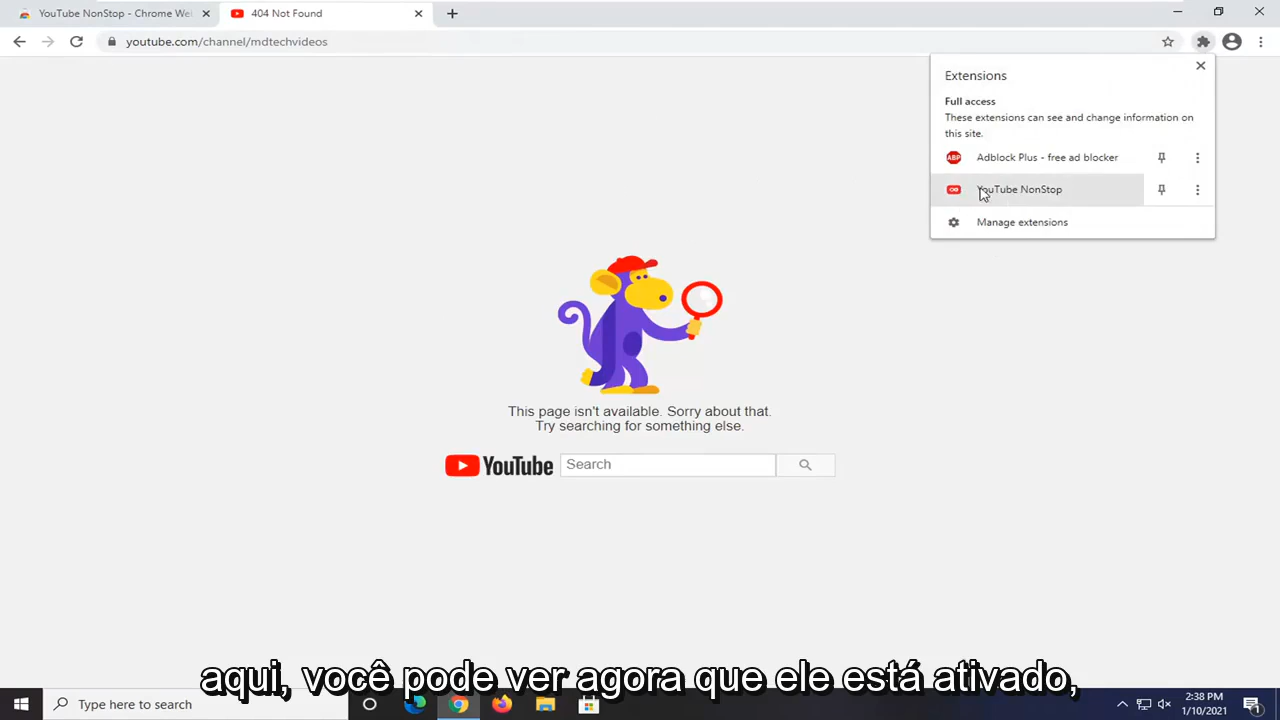 YouTube NonStop - Chrome We
404 Not Found
youtube.com/channel/mdtechvideos
Extensions
Full access
These extensions can see and change information on
this site.
ABP
Adblock Plus - free ad blocker
YouTube NonStop
Manage extensions
This page isn't available. Sorry about that.
Try searching for something else.
YouTube
Search
aqui, você pode ver agora que ele está ativado,
Type here to search
2:38 PM
1/10/2021
1